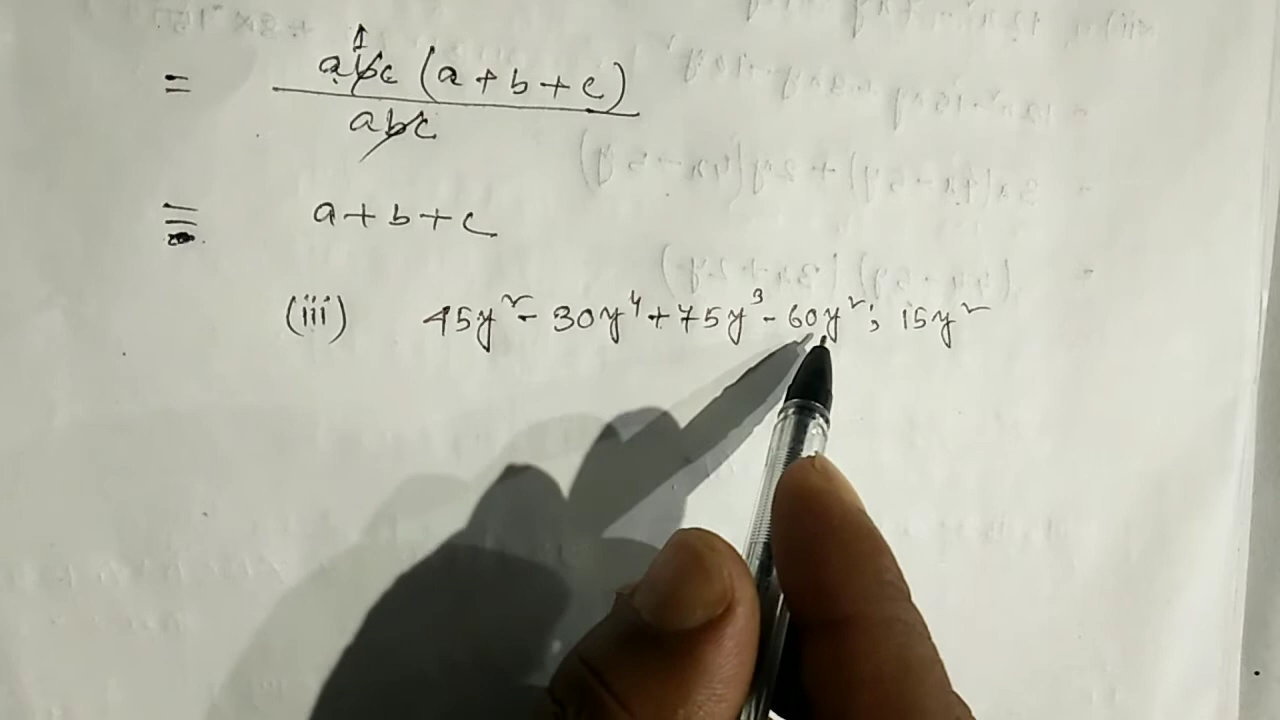 = abc (a+b+c) / abc
= a+b+c
(iii) 45y² - 30y⁴ + 75y³ - 60y² ; 15y²